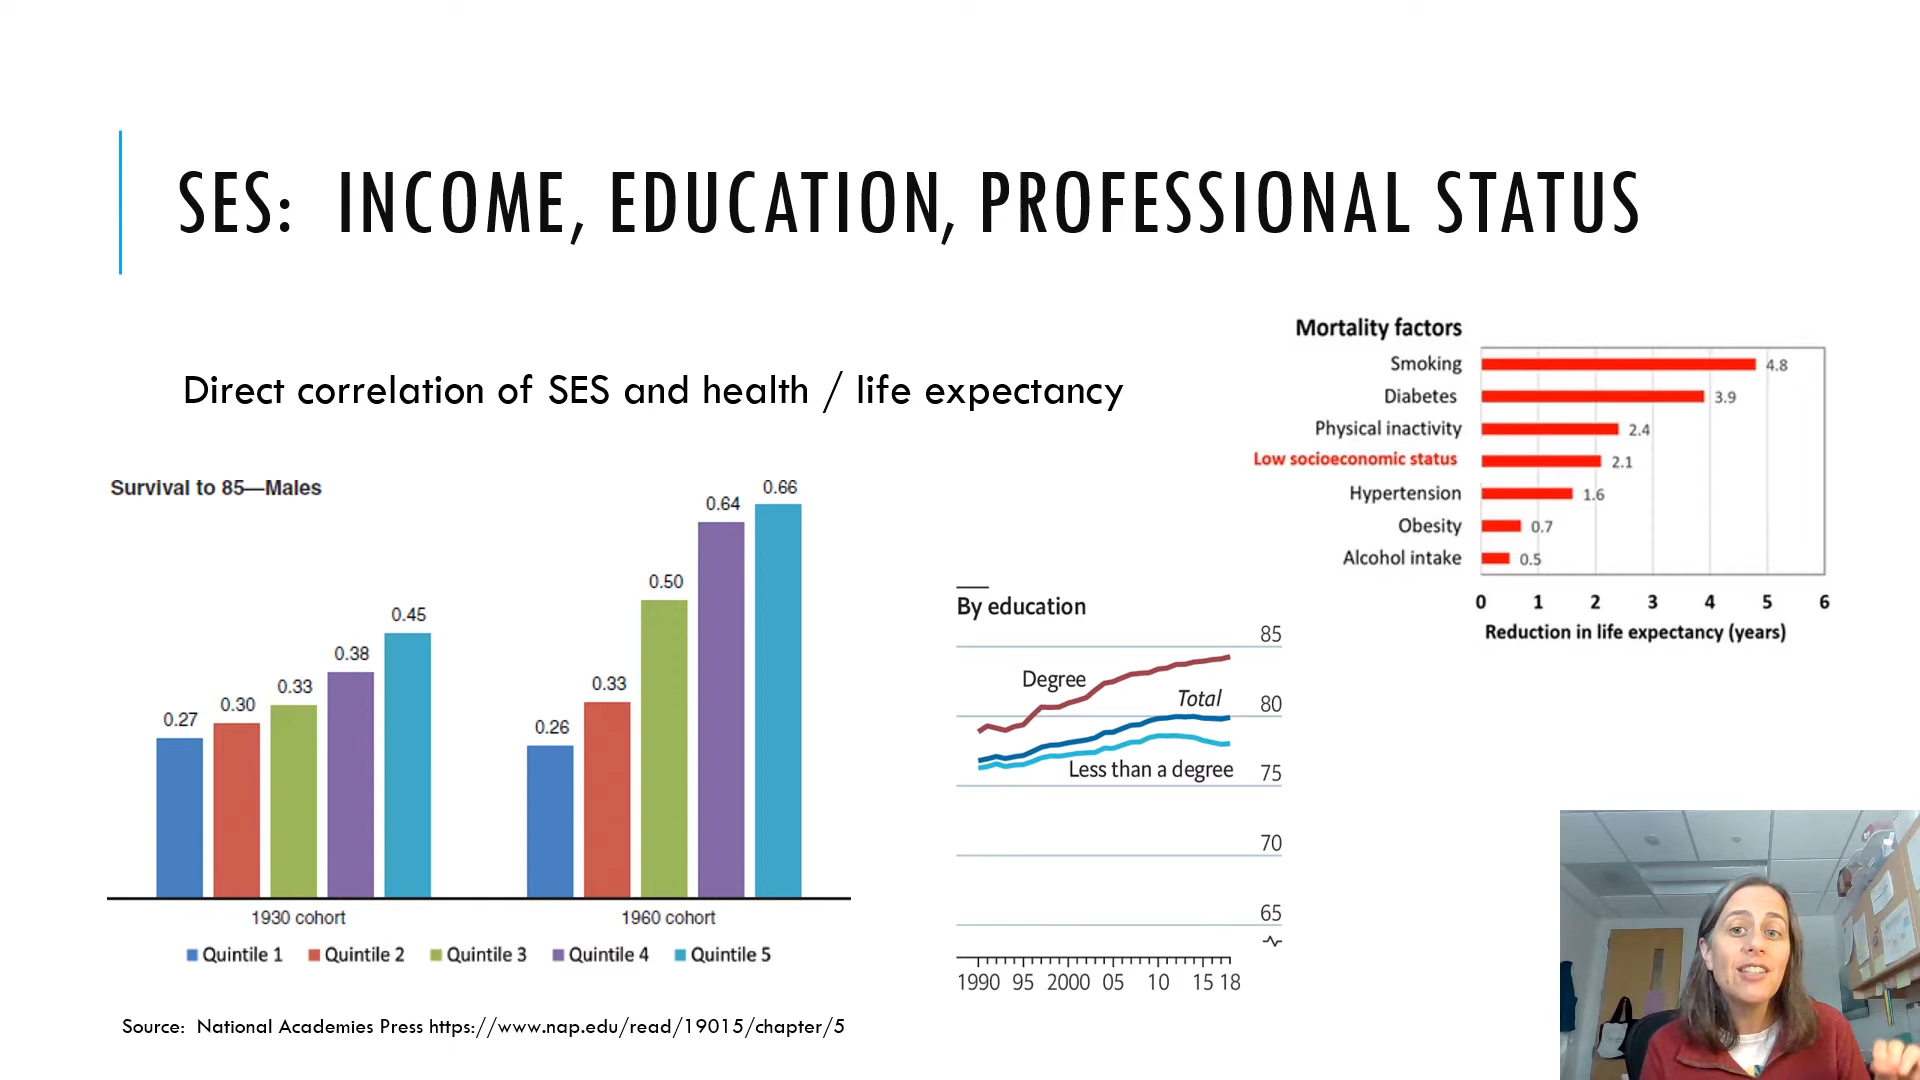 SES: INCOME, EDUCATION, PROFESSIONAL STATUS
Direct correlation of SES and health / life expectancy
Survival to 85—Males
0.27
0.30
0.33
0.38
0.45
0.26
0.33
0.50
0.64
0.66
1930 cohort
1960 cohort
Quintile 1 Quintile 2 Quintile 3 Quintile 4 Quintile 5
Source: National Academies Press https://www.nap.edu/read/19015/chapter/5
By education
85
Degree
Total
80
Less than a degree
75
70
65
1990 95 2000 05 10 15 18
Mortality factors
Smoking 4.8
Diabetes 3.9
Physical inactivity 2.4
Low socioeconomic status 2.1
Hypertension 1.6
Obesity 0.7
Alcohol intake 0.5
0 1 2 3 4 5 6
Reduction in life expectancy (years)